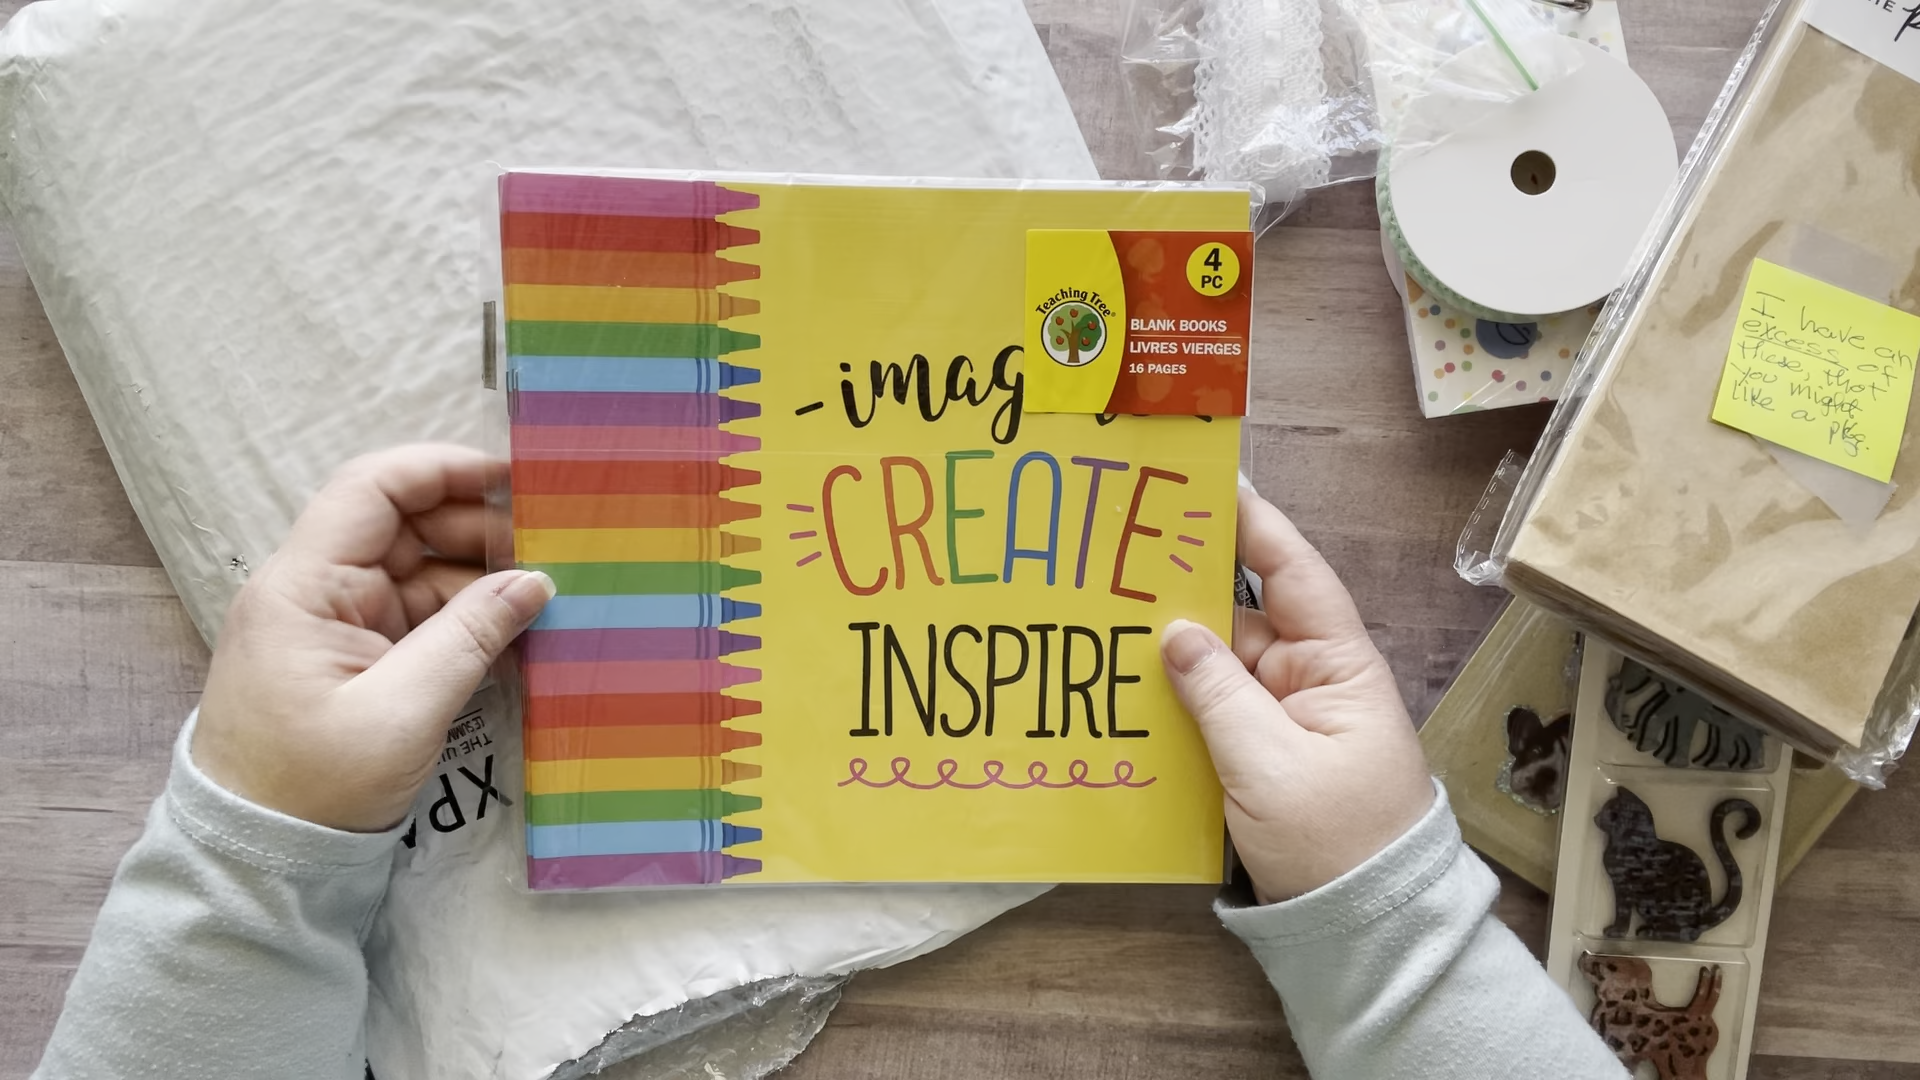 -imag
CREATE
INSPIRE
Teaching Tree®
4
PC
BLANK BOOKS
LIVRES VIERGES
16 PAGES
I have an
excess of
these, that
you might
like a
pkg.
XPA